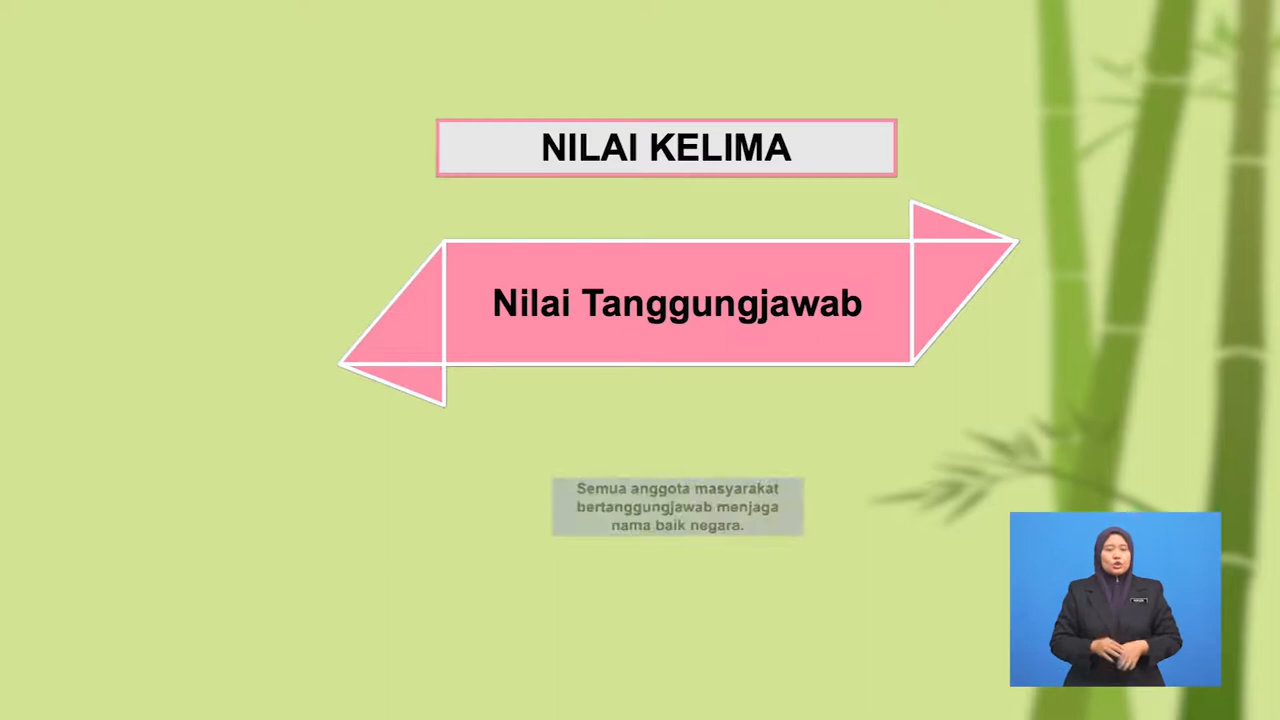 NILAI KELIMA
Nilai Tanggungjawab
Semua anggota masyarakat
bertanggungjawab menjaga
nama baik negara.